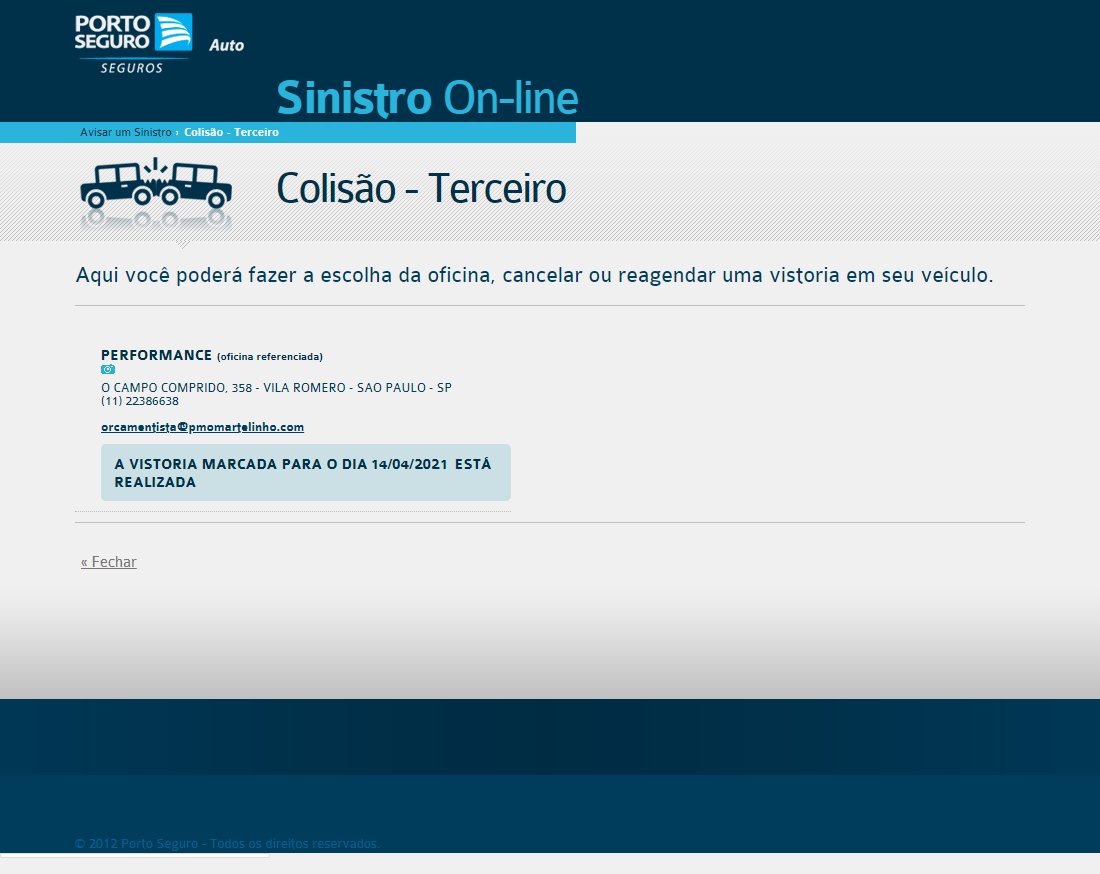 PORTO
SEGURO
SEGUROS
Auto
Sinistro On-line
Avisar um Sinistro › Colisão - Terceiro
Colisão - Terceiro
Aqui você poderá fazer a escolha da oficina, cancelar ou reagendar uma vistoria em seu veículo.
PERFORMANCE (oficina referenciada)
O CAMPO COMPRIDO, 358 - VILA ROMERO - SAO PAULO - SP
(11) 22386638
orcamentista@pmomartelinho.com
A VISTORIA MARCADA PARA O DIA 14/04/2021 ESTÁ
REALIZADA
« Fechar
© 2012 Porto Seguro - Todos os direitos reservados.